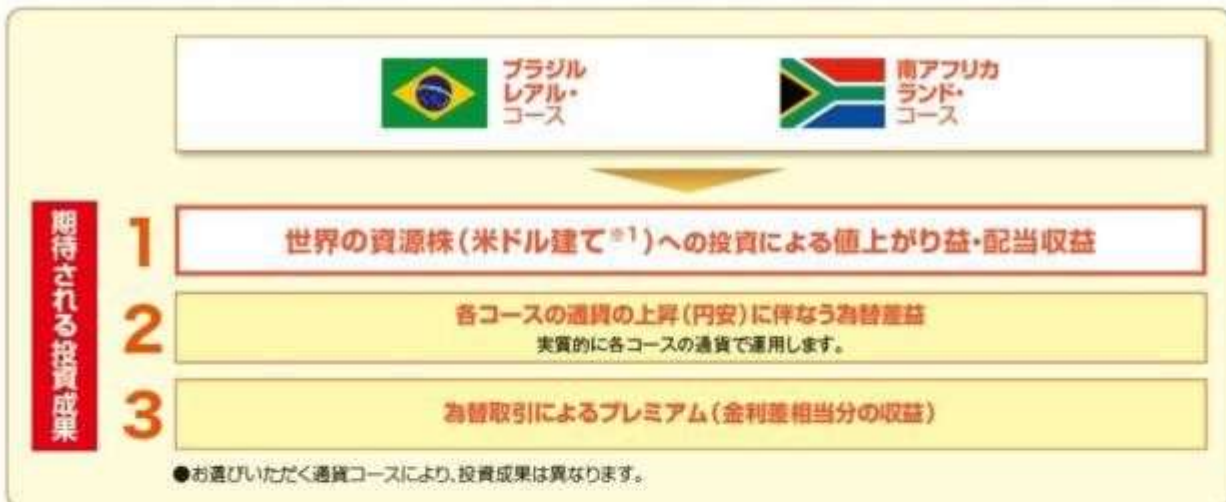 ブラジル
レアル・
コース
南アフリカ
ランド・
コース
期待される投資成果
1
世界の資源株(米ドル建て※1)への投資による値上がり益・配当収益
2
各コースの通貨の上昇(円安)に伴なう為替差益
実質的に各コースの通貨で運用します。
3
為替取引によるプレミアム(金利差相当分の収益)
●お選びいただく通貨コースにより、投資成果は異なります。